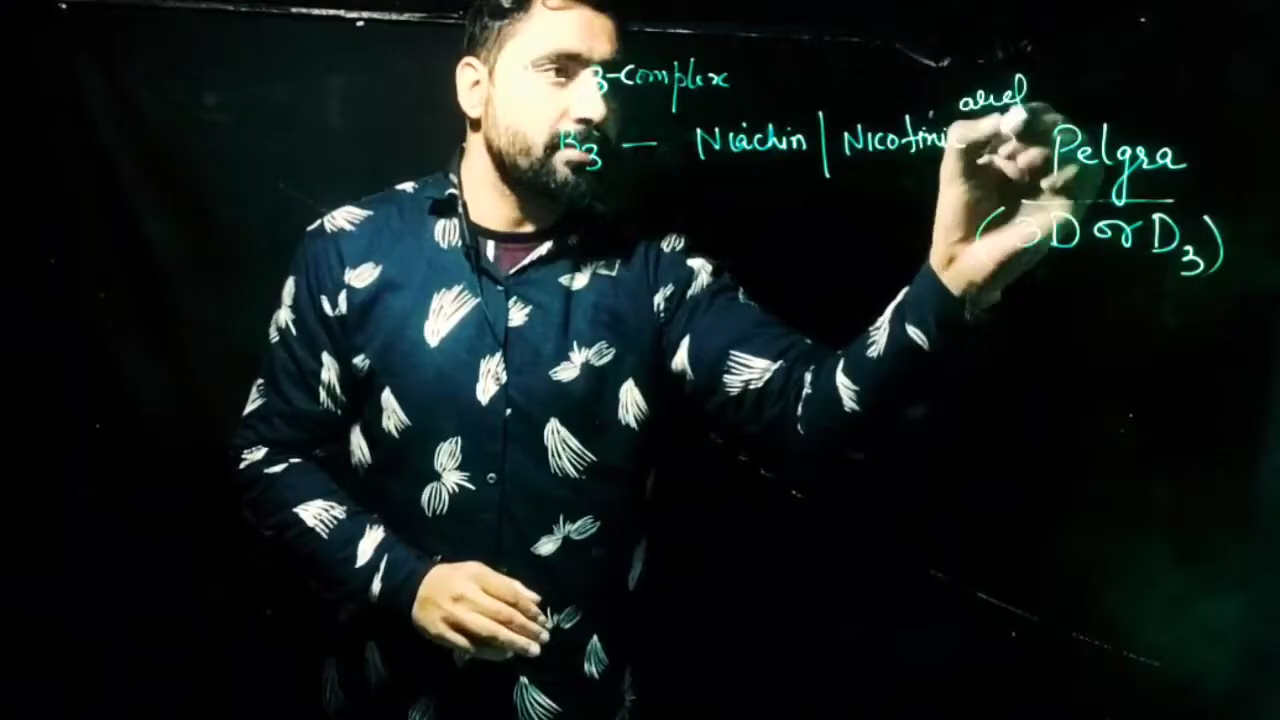 B-complex
B3 — Niachin | Nicotinic acid
Pelgra
(3D or D3)